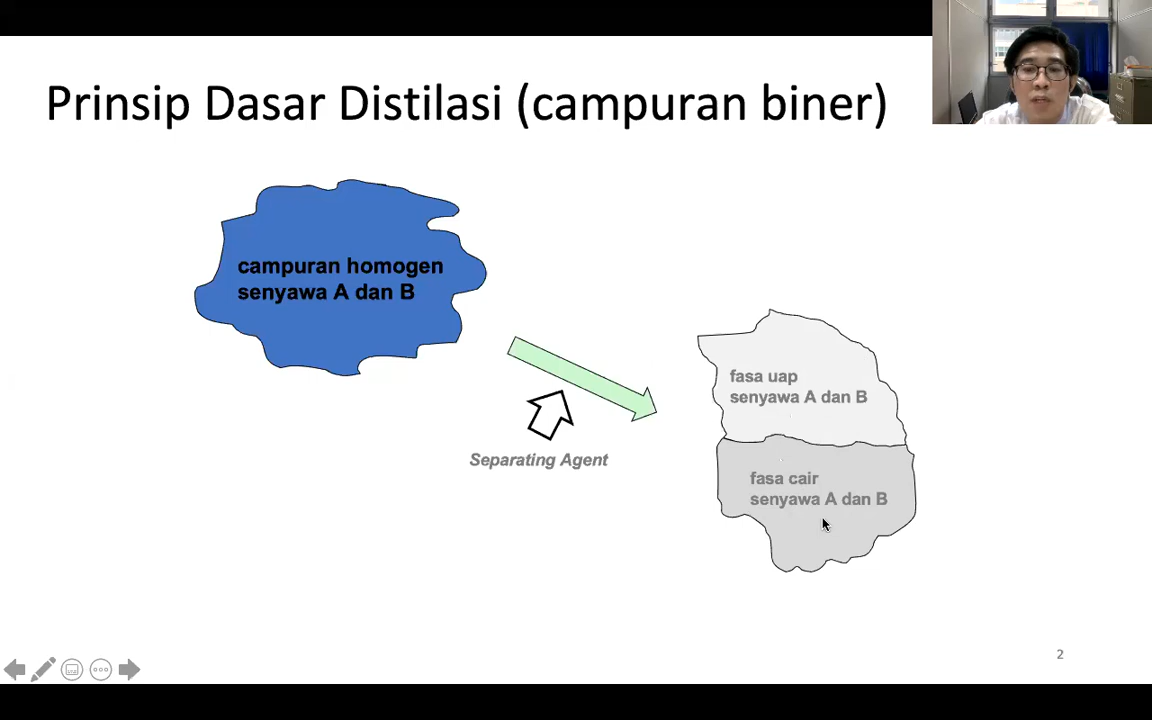 Prinsip Dasar Distilasi (campuran biner)
campuran homogen
senyawa A dan B
fasa uap
senyawa A dan B
Separating Agent
fasa cair
senyawa A dan B
2